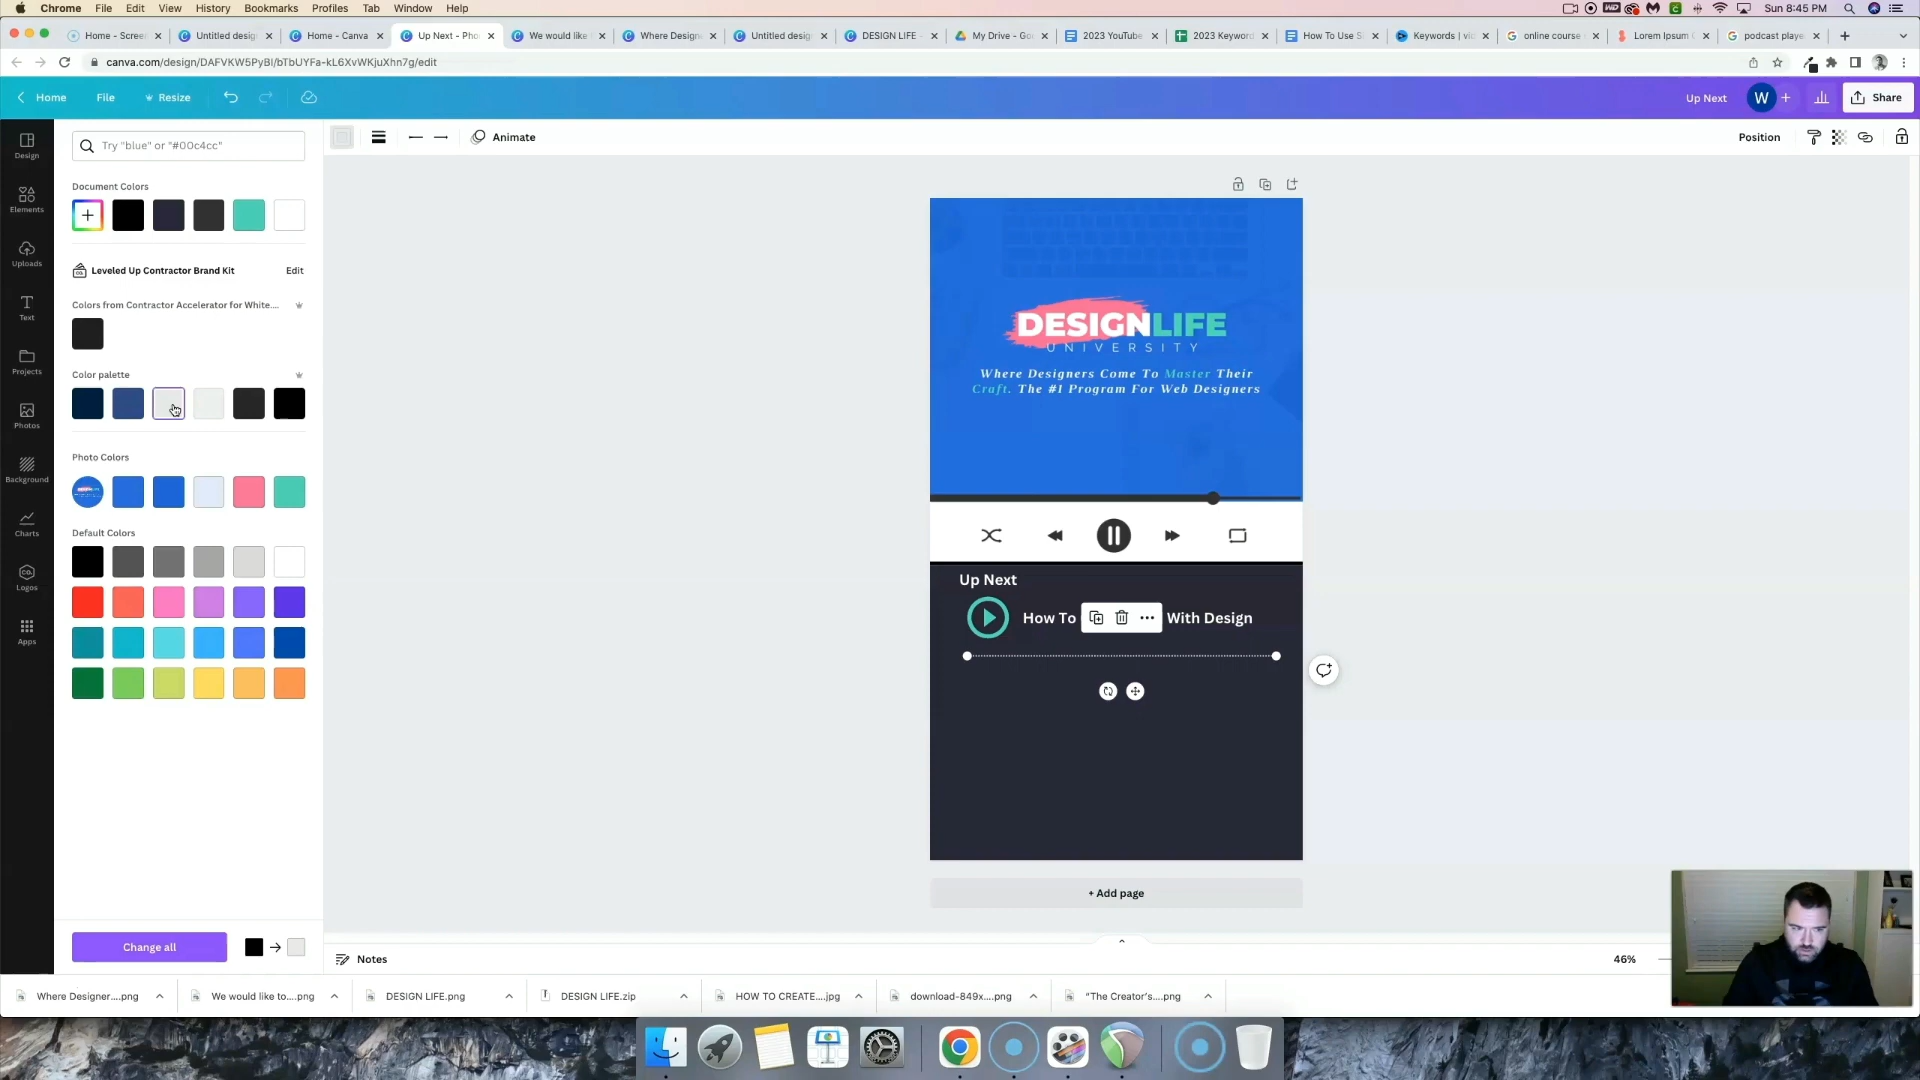 Chrome File Edit View History Bookmarks Profiles Tab Window Help
Sun 8:45 PM
Home - Scree
Untitled desig
Home - Canva
Up Next - Pho
We would like
Where Design
Untitled desig
DESIGN LIFE -
My Drive - Go
2023 YouTube
2023 Keyword
How To Use S
Keywords | vid
online course
Lorem Ipsum
podcast playe
canva.com/design/DAFVKW5PyBI/bTbUYFa-kL6XvWKjuXhn7g/edit
Home File Resize
Up Next W + Share
Try "blue" or "#00c4cc"
Animate
Position
Design
Elements
Uploads
Text
Projects
Photos
Background
Charts
CO.
Logos
Apps
Document Colors
Leveled Up Contractor Brand Kit Edit
Colors from Contractor Accelerator for White...
Color palette
Photo Colors
Default Colors
Change all
DESIGNLIFE
UNIVERSITY
Where Designers Come To Master Their
Craft. The #1 Program For Web Designers
Up Next
How To
With Design
+ Add page
Notes
46%
Where Designer....png
We would like to....png
DESIGN LIFE.png
DESIGN LIFE.zip
HOW TO CREATE....jpg
download-849x....png
"The Creator's....png